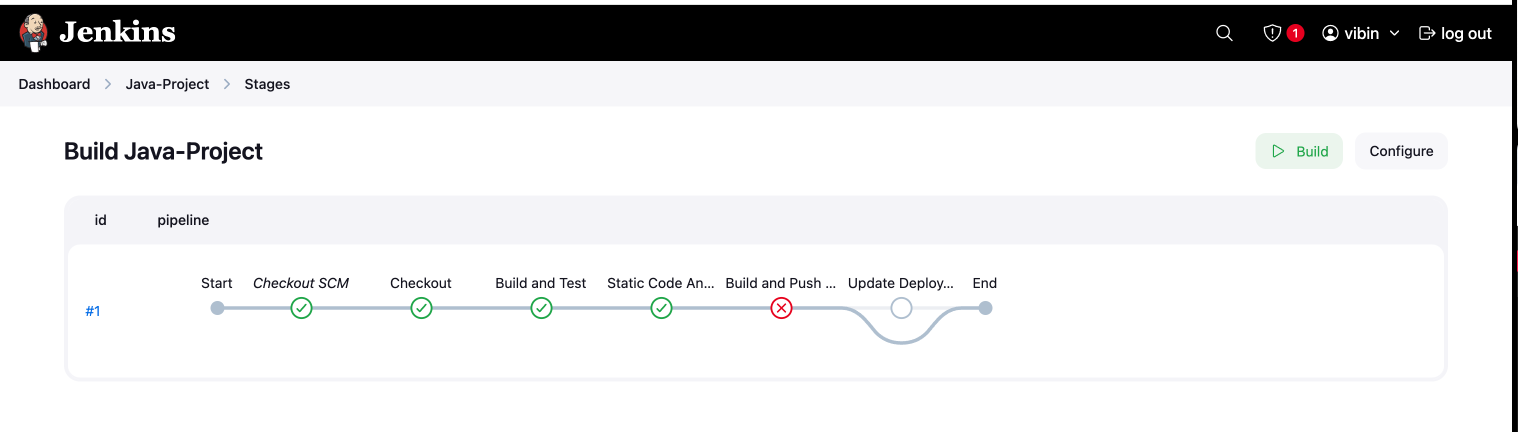 Jenkins
1
vibin
log out
Dashboard
Java-Project
Stages
Build Java-Project
Build
Configure
id
pipeline
Start
Checkout SCM
Checkout
Build and Test
Static Code An...
Build and Push ...
Update Deploy...
End
#1